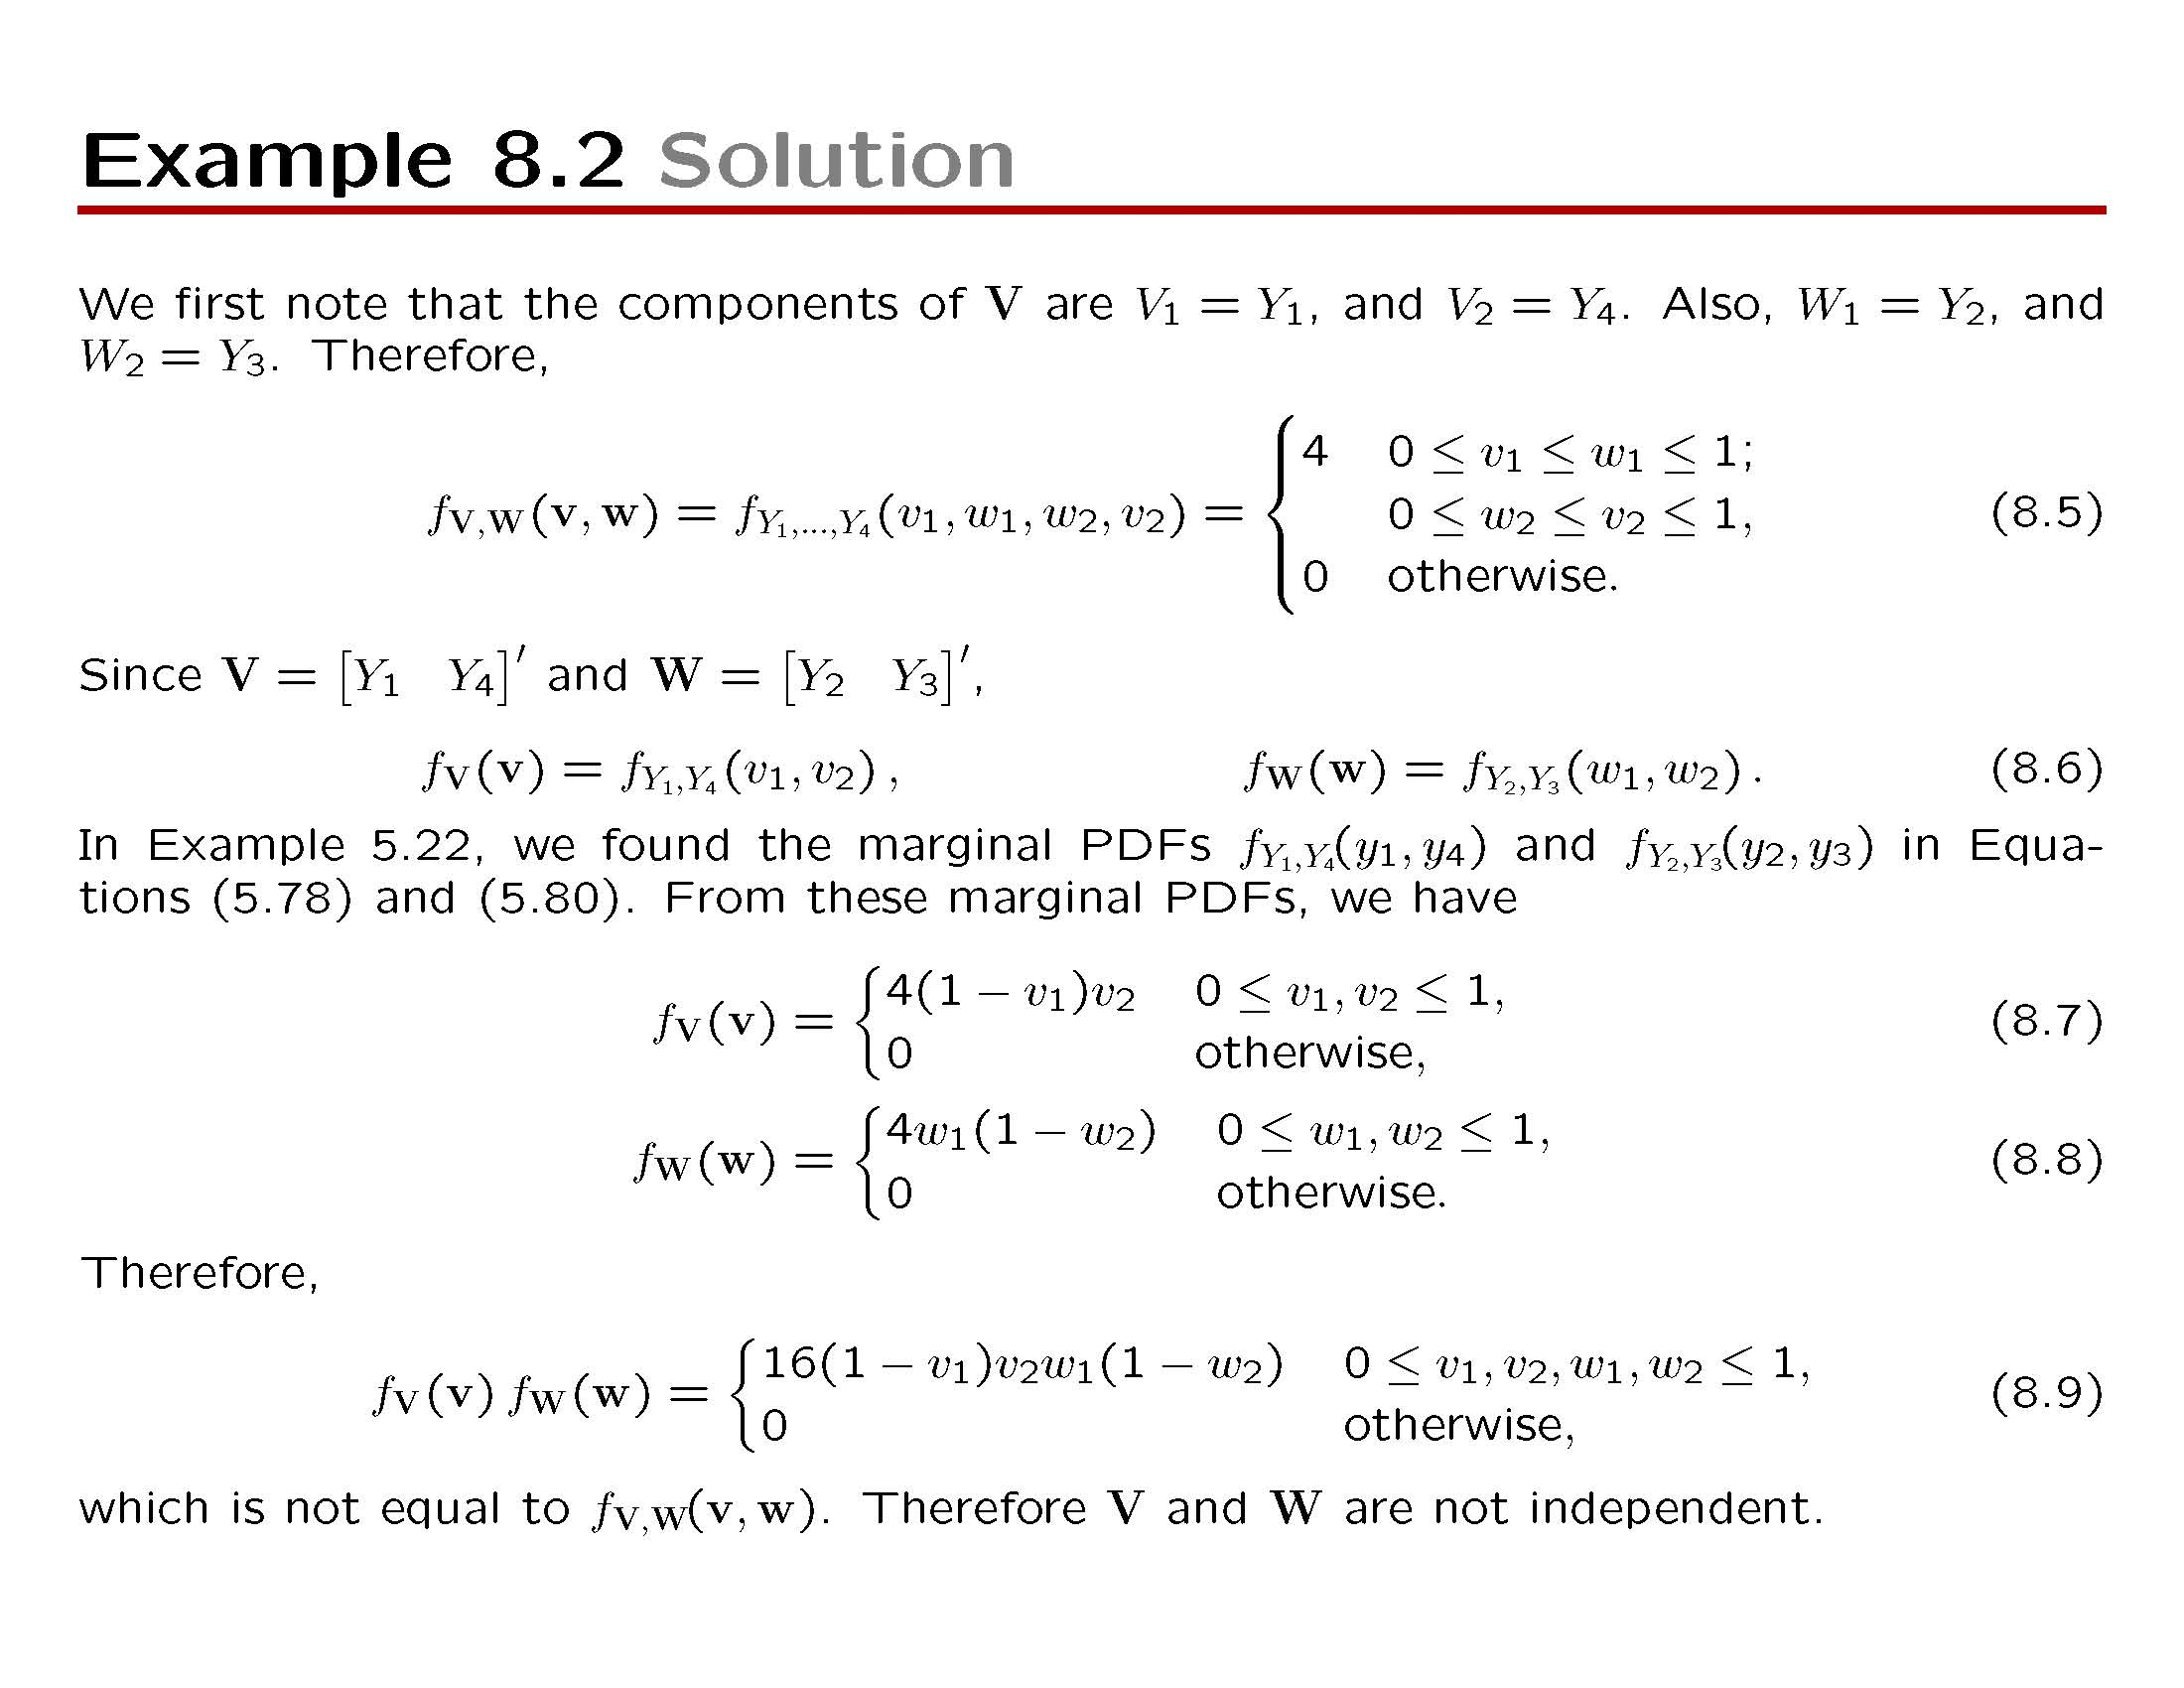 Example 8.2 Solution
We first note that the components of V are V₁ = Y₁, and V₂ = Y₄. Also, W₁ = Y₂, and
W₂ = Y₃. Therefore,
f_{V,W}(v, w) = f_{Y₁,...,Y₄}(v₁, w₁, w₂, v₂) = { 4 0 ≤ v₁ ≤ w₁ ≤ 1;
0 ≤ w₂ ≤ v₂ ≤ 1, (8.5)
0 otherwise.
Since V = [Y₁ Y₄]′ and W = [Y₂ Y₃]′,
f_V(v) = f_{Y₁,Y₄}(v₁, v₂), f_W(w) = f_{Y₂,Y₃}(w₁, w₂). (8.6)
In Example 5.22, we found the marginal PDFs f_{Y₁,Y₄}(y₁, y₄) and f_{Y₂,Y₃}(y₂, y₃) in Equa-
tions (5.78) and (5.80). From these marginal PDFs, we have
f_V(v) = { 4(1 − v₁)v₂ 0 ≤ v₁, v₂ ≤ 1, (8.7)
0 otherwise,
f_W(w) = { 4w₁(1 − w₂) 0 ≤ w₁, w₂ ≤ 1, (8.8)
0 otherwise.
Therefore,
f_V(v) f_W(w) = { 16(1 − v₁)v₂w₁(1 − w₂) 0 ≤ v₁, v₂, w₁, w₂ ≤ 1, (8.9)
0 otherwise,
which is not equal to f_{V,W}(v, w). Therefore V and W are not independent.